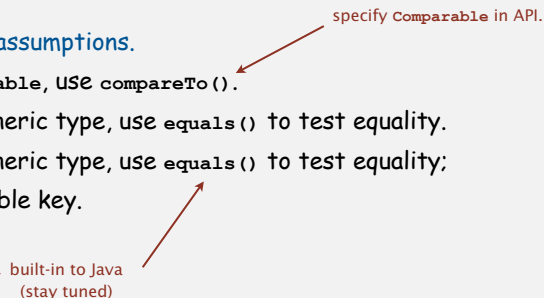 specify Comparable in API.
assumptions.
able, use compareTo().
neric type, use equals() to test equality.
neric type, use equals() to test equality;
ble key.
built-in to Java
(stay tuned)